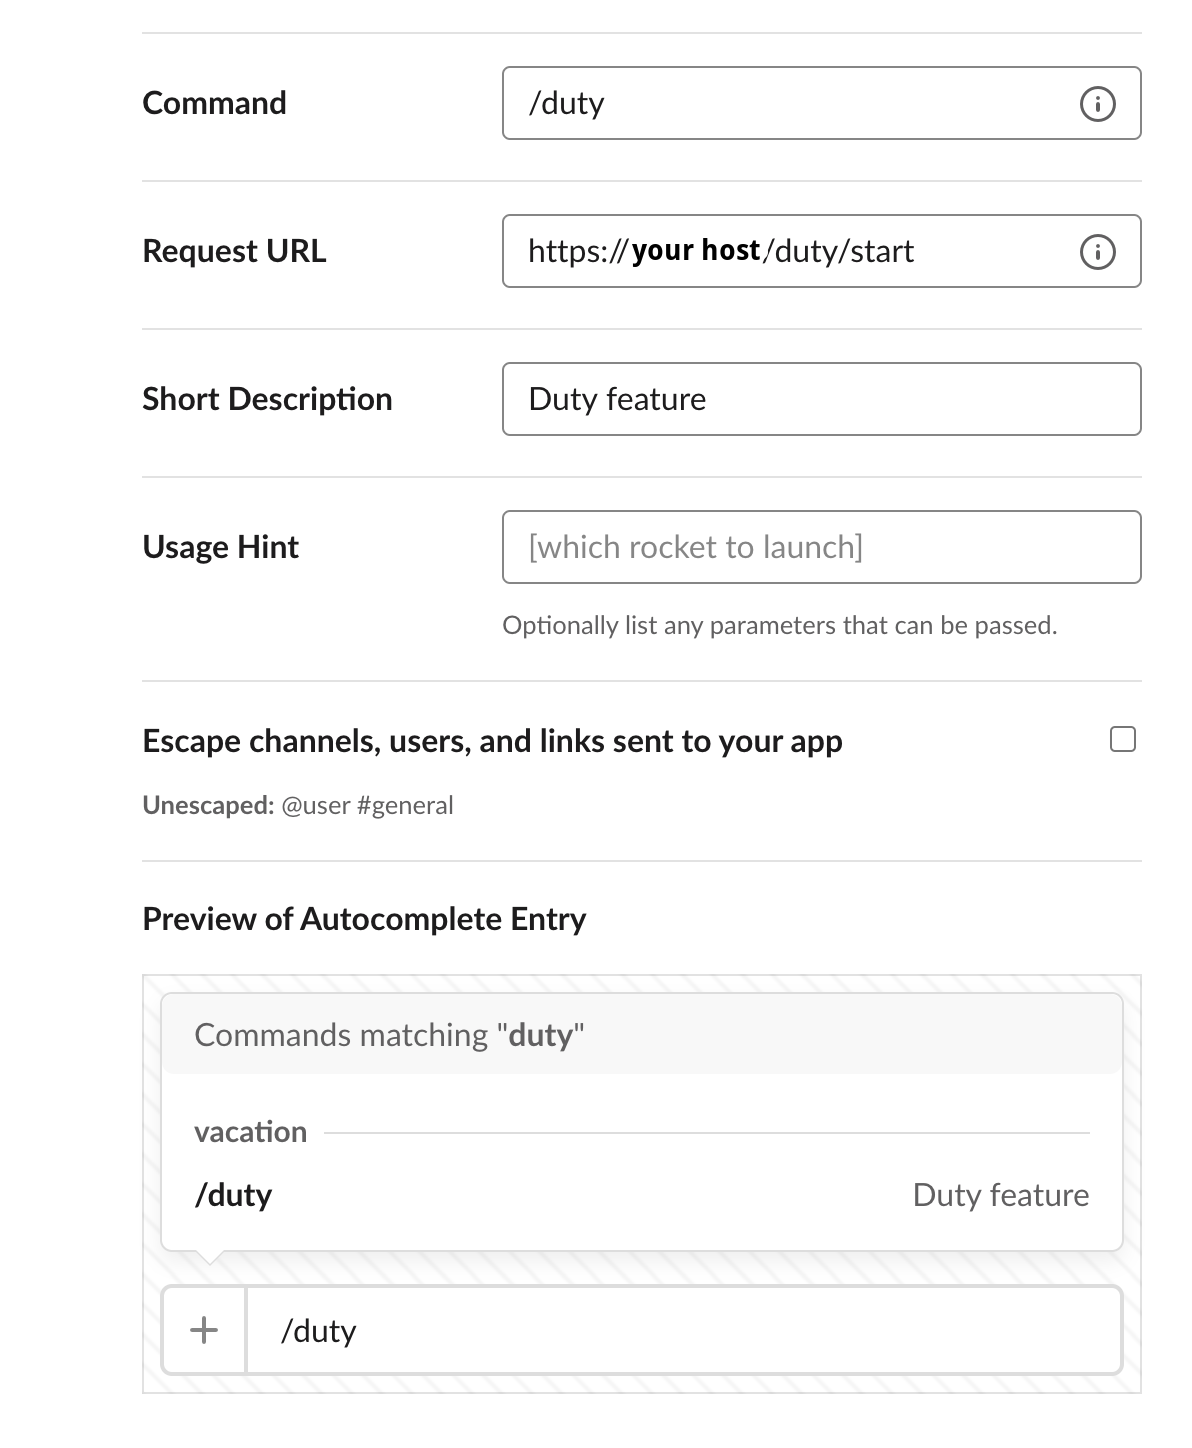 Command
/duty
Request URL
https://your host/duty/start
Short Description
Duty feature
Usage Hint
[which rocket to launch]
Optionally list any parameters that can be passed.
Escape channels, users, and links sent to your app
Unescaped: @user #general
Preview of Autocomplete Entry
Commands matching "duty"
vacation
/duty Duty feature
/duty